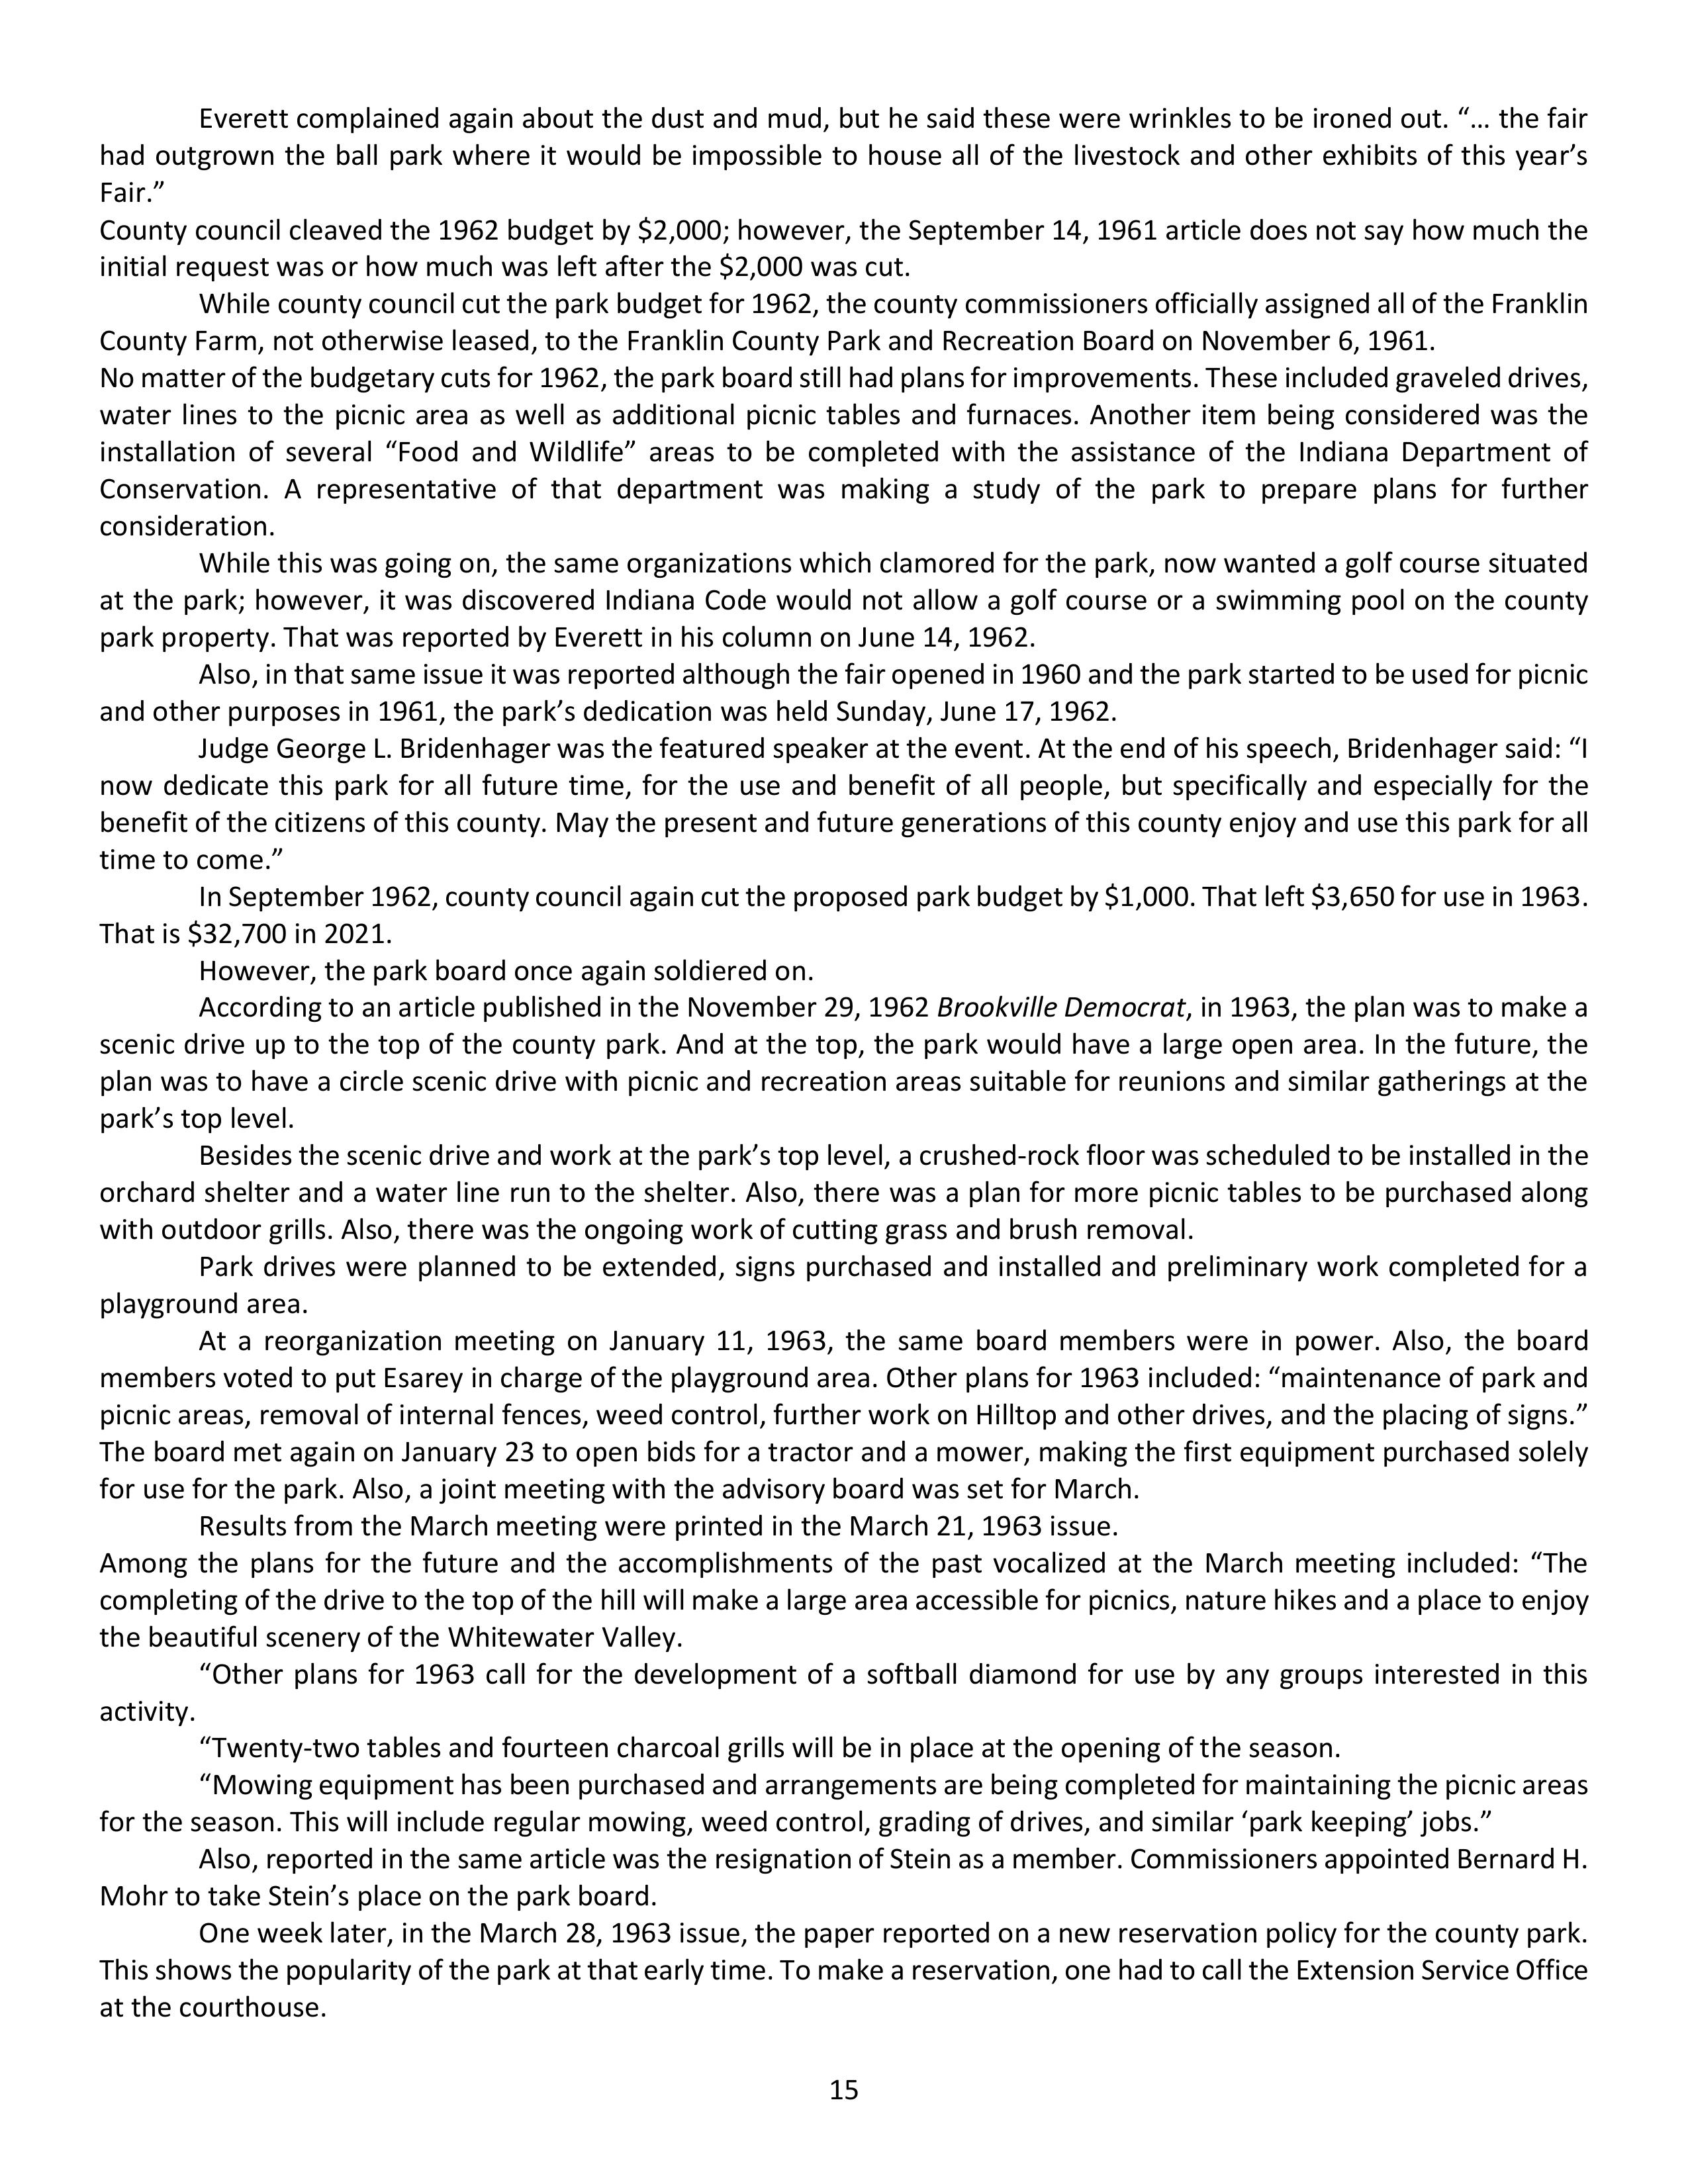 Everett complained again about the dust and mud, but he said these were wrinkles to be ironed out. “… the fair
had outgrown the ball park where it would be impossible to house all of the livestock and other exhibits of this year’s
Fair.”
County council cleaved the 1962 budget by $2,000; however, the September 14, 1961 article does not say how much the
initial request was or how much was left after the $2,000 was cut.
While county council cut the park budget for 1962, the county commissioners officially assigned all of the Franklin
County Farm, not otherwise leased, to the Franklin County Park and Recreation Board on November 6, 1961.
No matter of the budgetary cuts for 1962, the park board still had plans for improvements. These included graveled drives,
water lines to the picnic area as well as additional picnic tables and furnaces. Another item being considered was the
installation of several “Food and Wildlife” areas to be completed with the assistance of the Indiana Department of
Conservation. A representative of that department was making a study of the park to prepare plans for further
consideration.
While this was going on, the same organizations which clamored for the park, now wanted a golf course situated
at the park; however, it was discovered Indiana Code would not allow a golf course or a swimming pool on the county
park property. That was reported by Everett in his column on June 14, 1962.
Also, in that same issue it was reported although the fair opened in 1960 and the park started to be used for picnic
and other purposes in 1961, the park’s dedication was held Sunday, June 17, 1962.
Judge George L. Bridenhager was the featured speaker at the event. At the end of his speech, Bridenhager said: “I
now dedicate this park for all future time, for the use and benefit of all people, but specifically and especially for the
benefit of the citizens of this county. May the present and future generations of this county enjoy and use this park for all
time to come.”
In September 1962, county council again cut the proposed park budget by $1,000. That left $3,650 for use in 1963.
That is $32,700 in 2021.
However, the park board once again soldiered on.
According to an article published in the November 29, 1962 Brookville Democrat, in 1963, the plan was to make a
scenic drive up to the top of the county park. And at the top, the park would have a large open area. In the future, the
plan was to have a circle scenic drive with picnic and recreation areas suitable for reunions and similar gatherings at the
park’s top level.
Besides the scenic drive and work at the park’s top level, a crushed-rock floor was scheduled to be installed in the
orchard shelter and a water line run to the shelter. Also, there was a plan for more picnic tables to be purchased along
with outdoor grills. Also, there was the ongoing work of cutting grass and brush removal.
Park drives were planned to be extended, signs purchased and installed and preliminary work completed for a
playground area.
At a reorganization meeting on January 11, 1963, the same board members were in power. Also, the board
members voted to put Esarey in charge of the playground area. Other plans for 1963 included: “maintenance of park and
picnic areas, removal of internal fences, weed control, further work on Hilltop and other drives, and the placing of signs.”
The board met again on January 23 to open bids for a tractor and a mower, making the first equipment purchased solely
for use for the park. Also, a joint meeting with the advisory board was set for March.
Results from the March meeting were printed in the March 21, 1963 issue.
Among the plans for the future and the accomplishments of the past vocalized at the March meeting included: “The
completing of the drive to the top of the hill will make a large area accessible for picnics, nature hikes and a place to enjoy
the beautiful scenery of the Whitewater Valley.
“Other plans for 1963 call for the development of a softball diamond for use by any groups interested in this
activity.
“Twenty-two tables and fourteen charcoal grills will be in place at the opening of the season.
“Mowing equipment has been purchased and arrangements are being completed for maintaining the picnic areas
for the season. This will include regular mowing, weed control, grading of drives, and similar ‘park keeping’ jobs.”
Also, reported in the same article was the resignation of Stein as a member. Commissioners appointed Bernard H.
Mohr to take Stein’s place on the park board.
One week later, in the March 28, 1963 issue, the paper reported on a new reservation policy for the county park.
This shows the popularity of the park at that early time. To make a reservation, one had to call the Extension Service Office
at the courthouse.
15